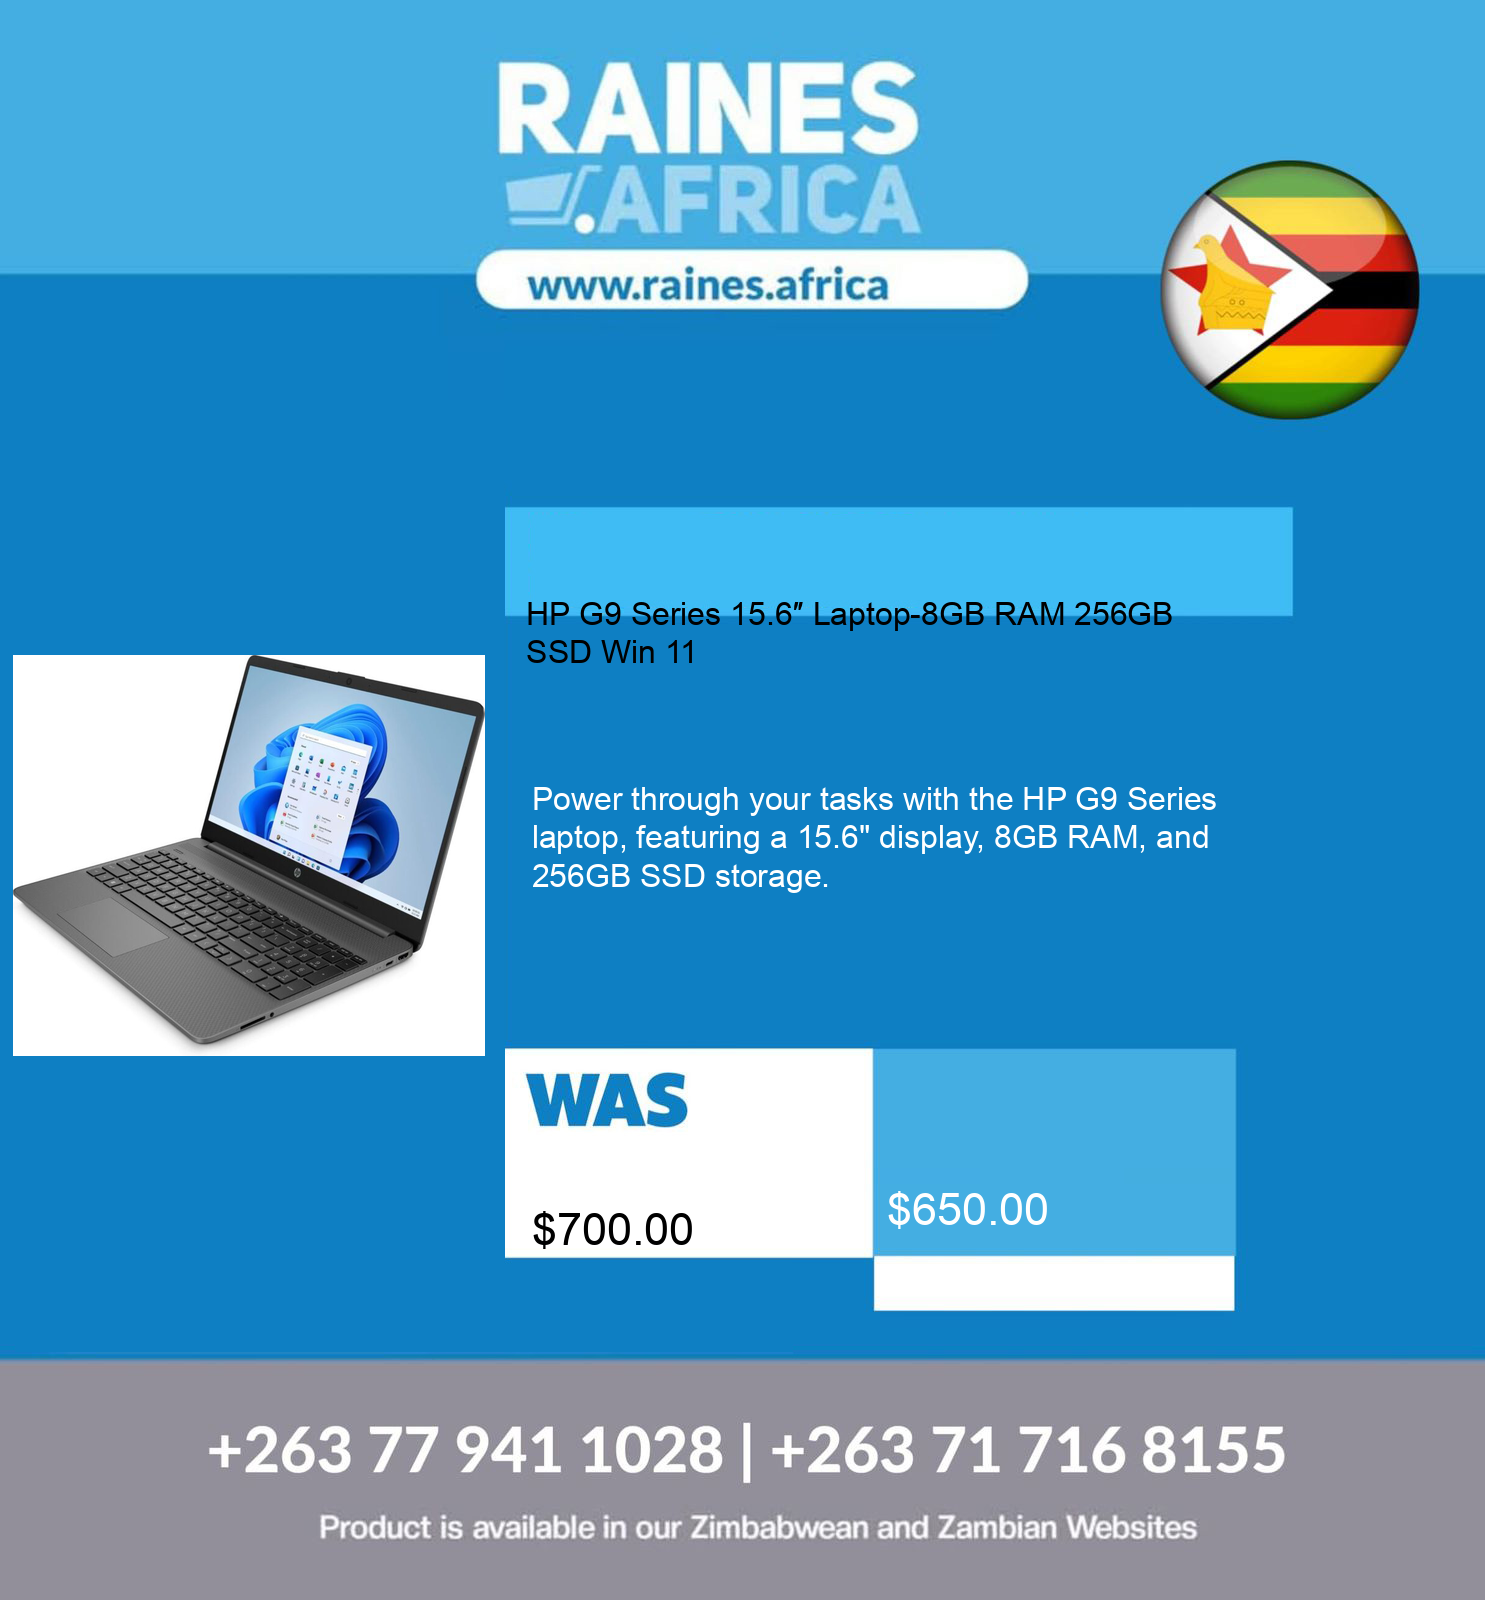 RAINES
.AFRICA
www.raines.africa
HP G9 Series 15.6″ Laptop-8GB RAM 256GB
SSD Win 11
Power through your tasks with the HP G9 Series
laptop, featuring a 15.6" display, 8GB RAM, and
256GB SSD storage.
WAS
$700.00
$650.00
+263 77 941 1028 | +263 71 716 8155
Product is available in our Zimbabwean and Zambian Websites